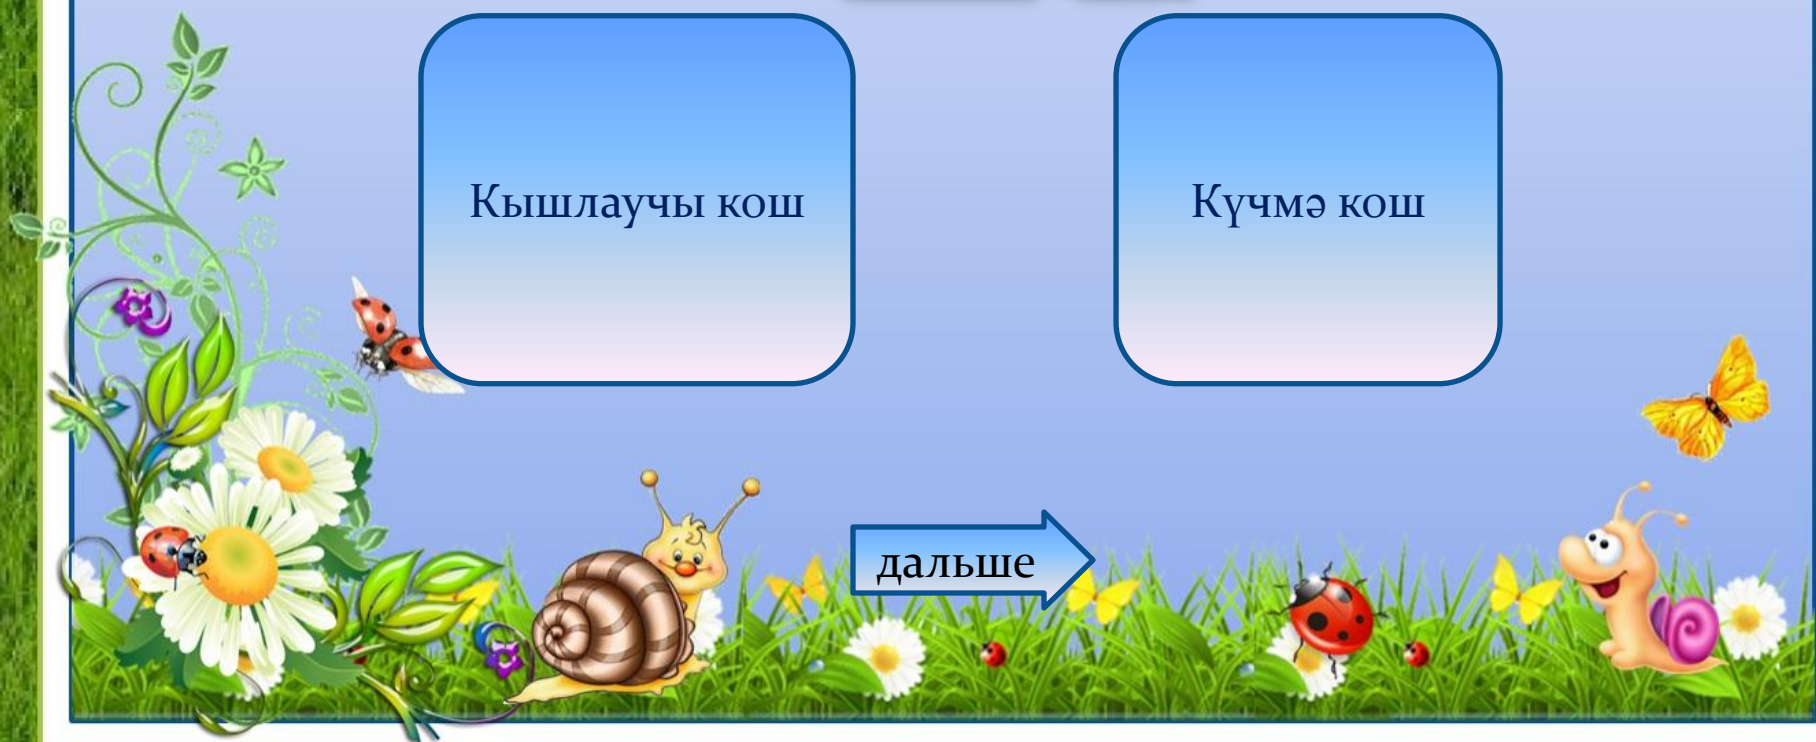 Кышлаучы кош
Күчмә кош
дальше